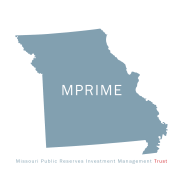 MPRIME
Missouri Public Reserves Investment Management Trust